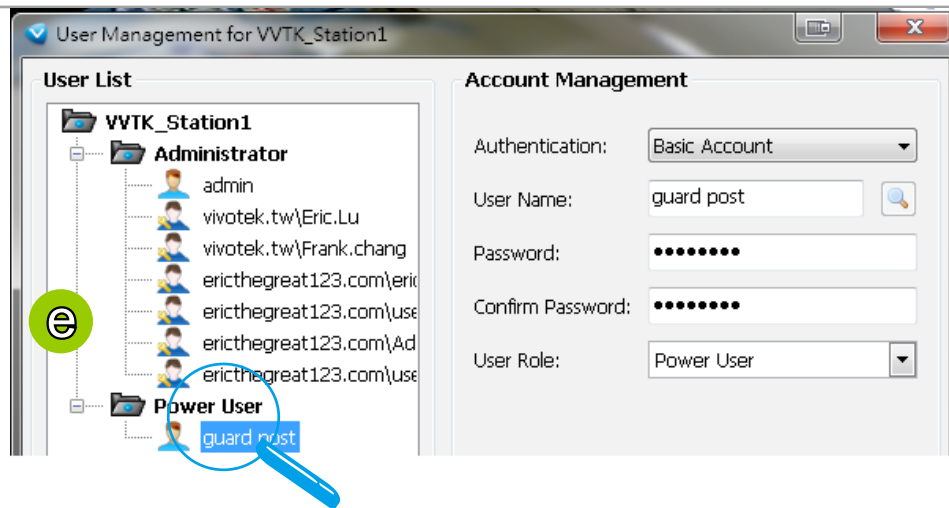 User Management for VVTK_Station1
User List
VVTK_Station1
Administrator
admin
vivotek.tw\Eric.Lu
vivotek.tw\Frank.chang
ericthegreat123.com\eric
ericthegreat123.com\use
ericthegreat123.com\Ad
ericthegreat123.com\use
Power User
guard post
e
Account Management
Authentication: Basic Account
User Name: guard post
Password: ●●●●●●●●
Confirm Password: ●●●●●●●●
User Role: Power User